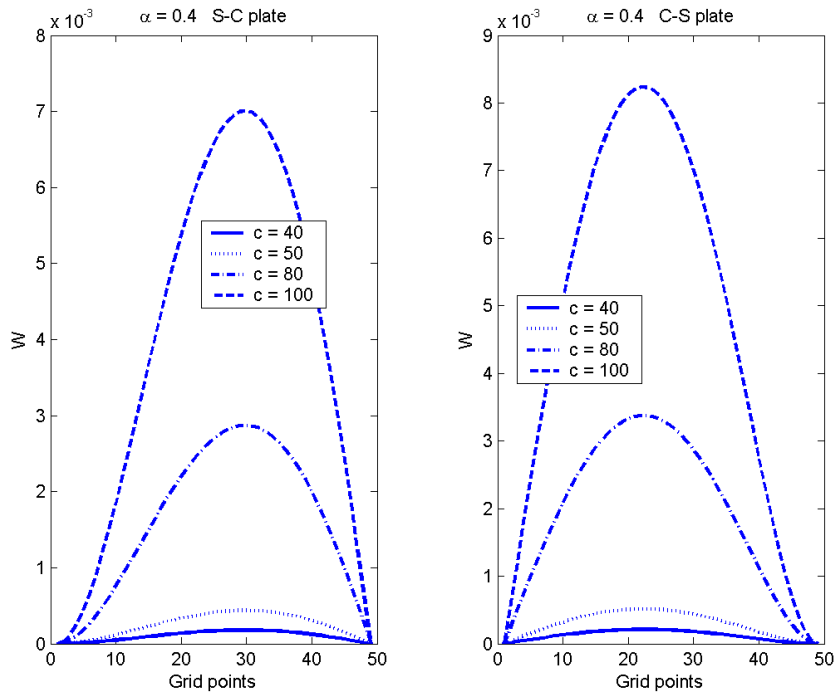 x 10⁻³
α = 0.4 S-C plate
8
7
6
5
4
3
2
1
0
W
c = 40
c = 50
c = 80
c = 100
0 10 20 30 40 50
Grid points
x 10⁻³
α = 0.4 C-S plate
9
8
7
6
5
4
3
2
1
0
W
c = 40
c = 50
c = 80
c = 100
0 10 20 30 40 50
Grid points